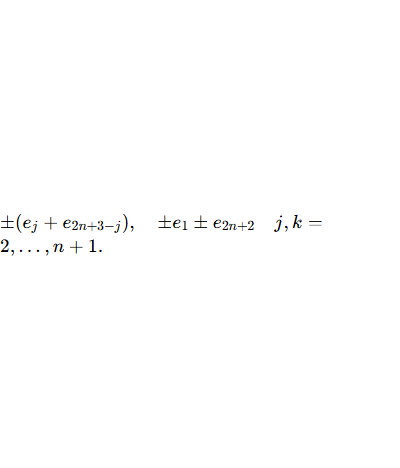 ±(e_j + e_{2n+3−j}),  ±e_1 ± e_{2n+2}  j, k =
2, . . . , n + 1.